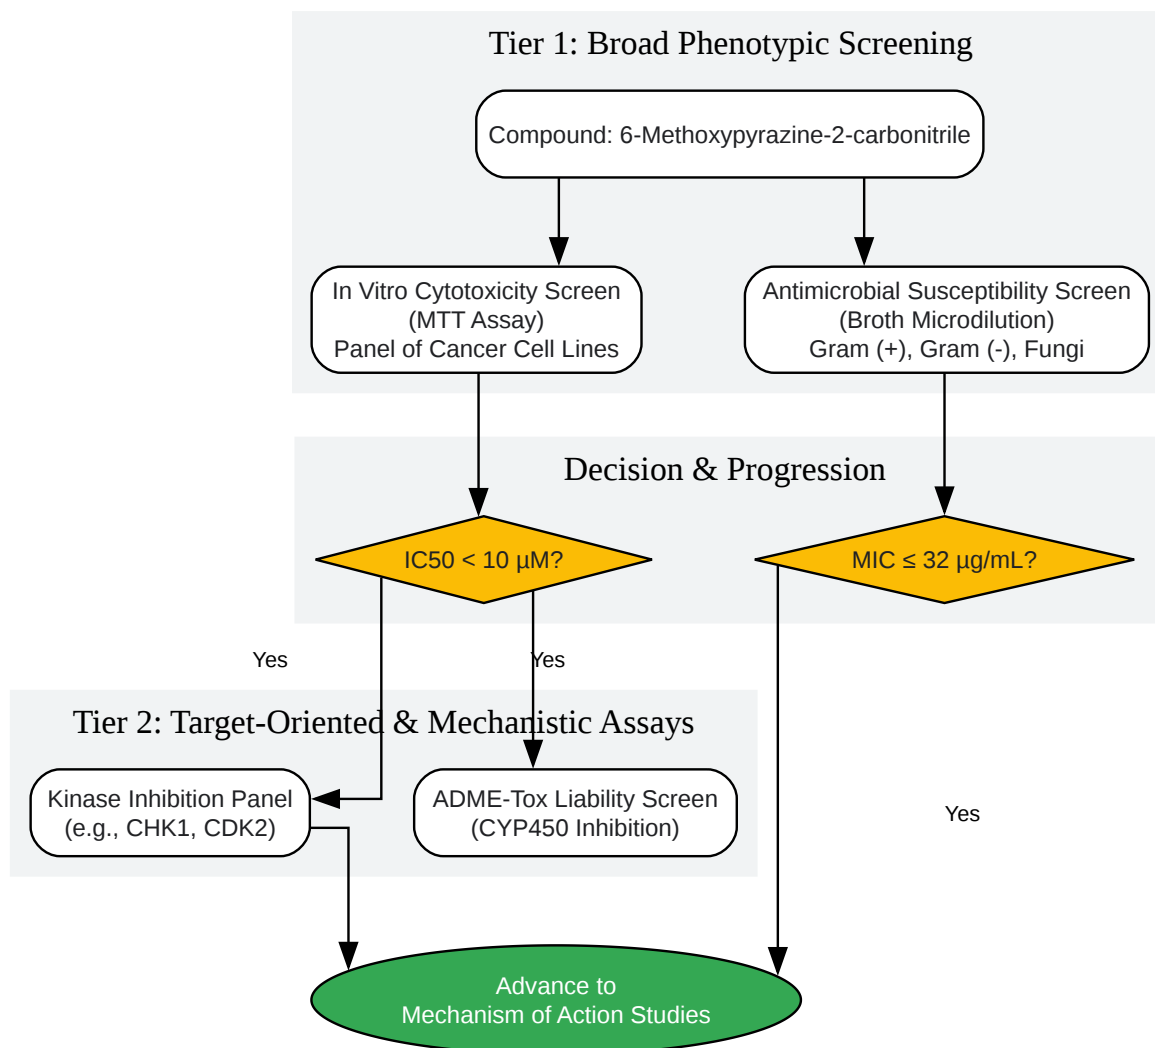 Tier 1: Broad Phenotypic Screening
Compound: 6-Methoxypyrazine-2-carbonitrile
In Vitro Cytotoxicity Screen
(MTT Assay)
Panel of Cancer Cell Lines
Antimicrobial Susceptibility Screen
(Broth Microdilution)
Gram (+), Gram (-), Fungi
Decision & Progression
IC50 < 10 µM?
MIC ≤ 32 µg/mL?
Yes
Yes
Tier 2: Target-Oriented & Mechanistic Assays
Kinase Inhibition Panel
(e.g., CHK1, CDK2)
ADME-Tox Liability Screen
(CYP450 Inhibition)
Yes
Advance to
Mechanism of Action Studies